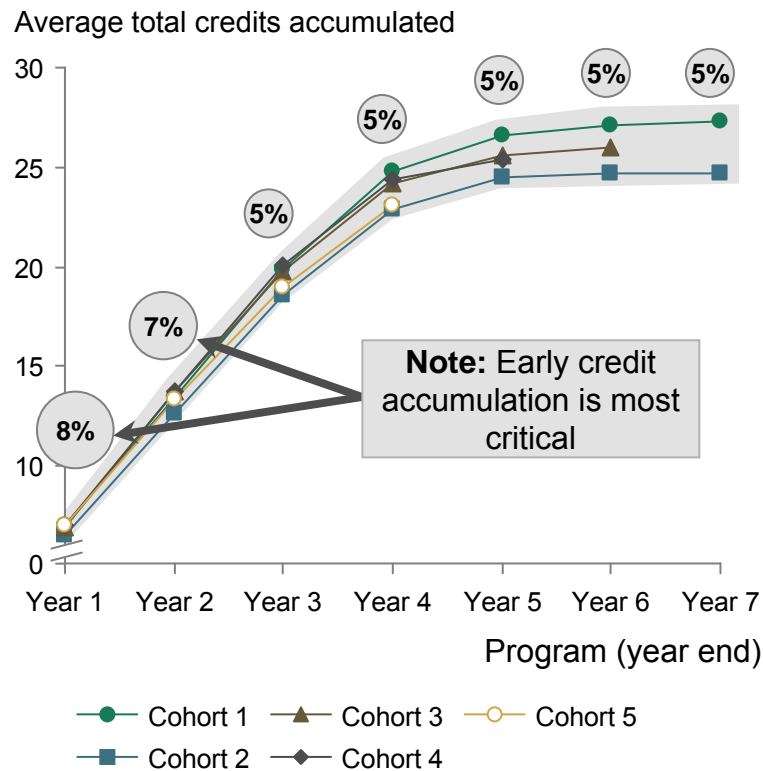 Average total credits accumulated
30
25
20
15
10
0
5%
5%
5%
5%
5%
7%
8%
Note: Early credit
accumulation is most
critical
Year 1 Year 2 Year 3 Year 4 Year 5 Year 6 Year 7
Program (year end)
Cohort 1 Cohort 3 Cohort 5
Cohort 2 Cohort 4